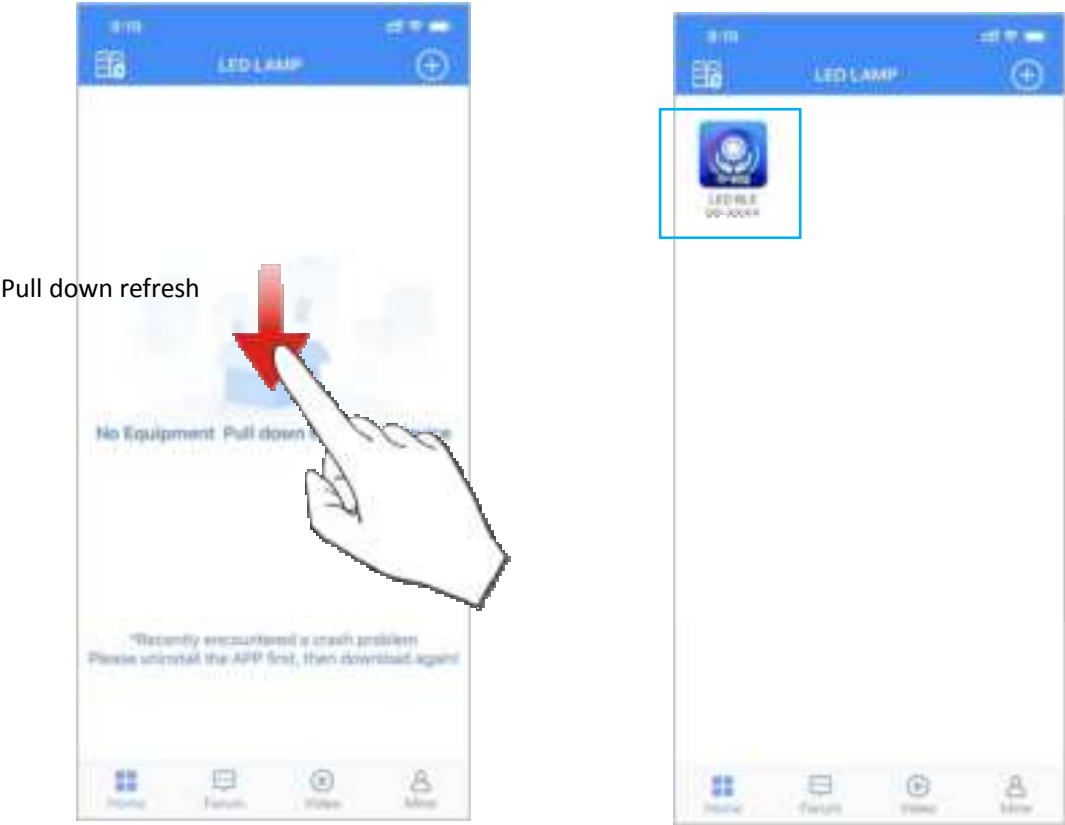 LED LAMP
Pull down refresh
No Equipment Pull down
*Recently encountered a crash problem
Please uninstall the APP first, then download again!
Home
Forum
Video
Mine
LED LAMP
Home
Forum
Video
Mine